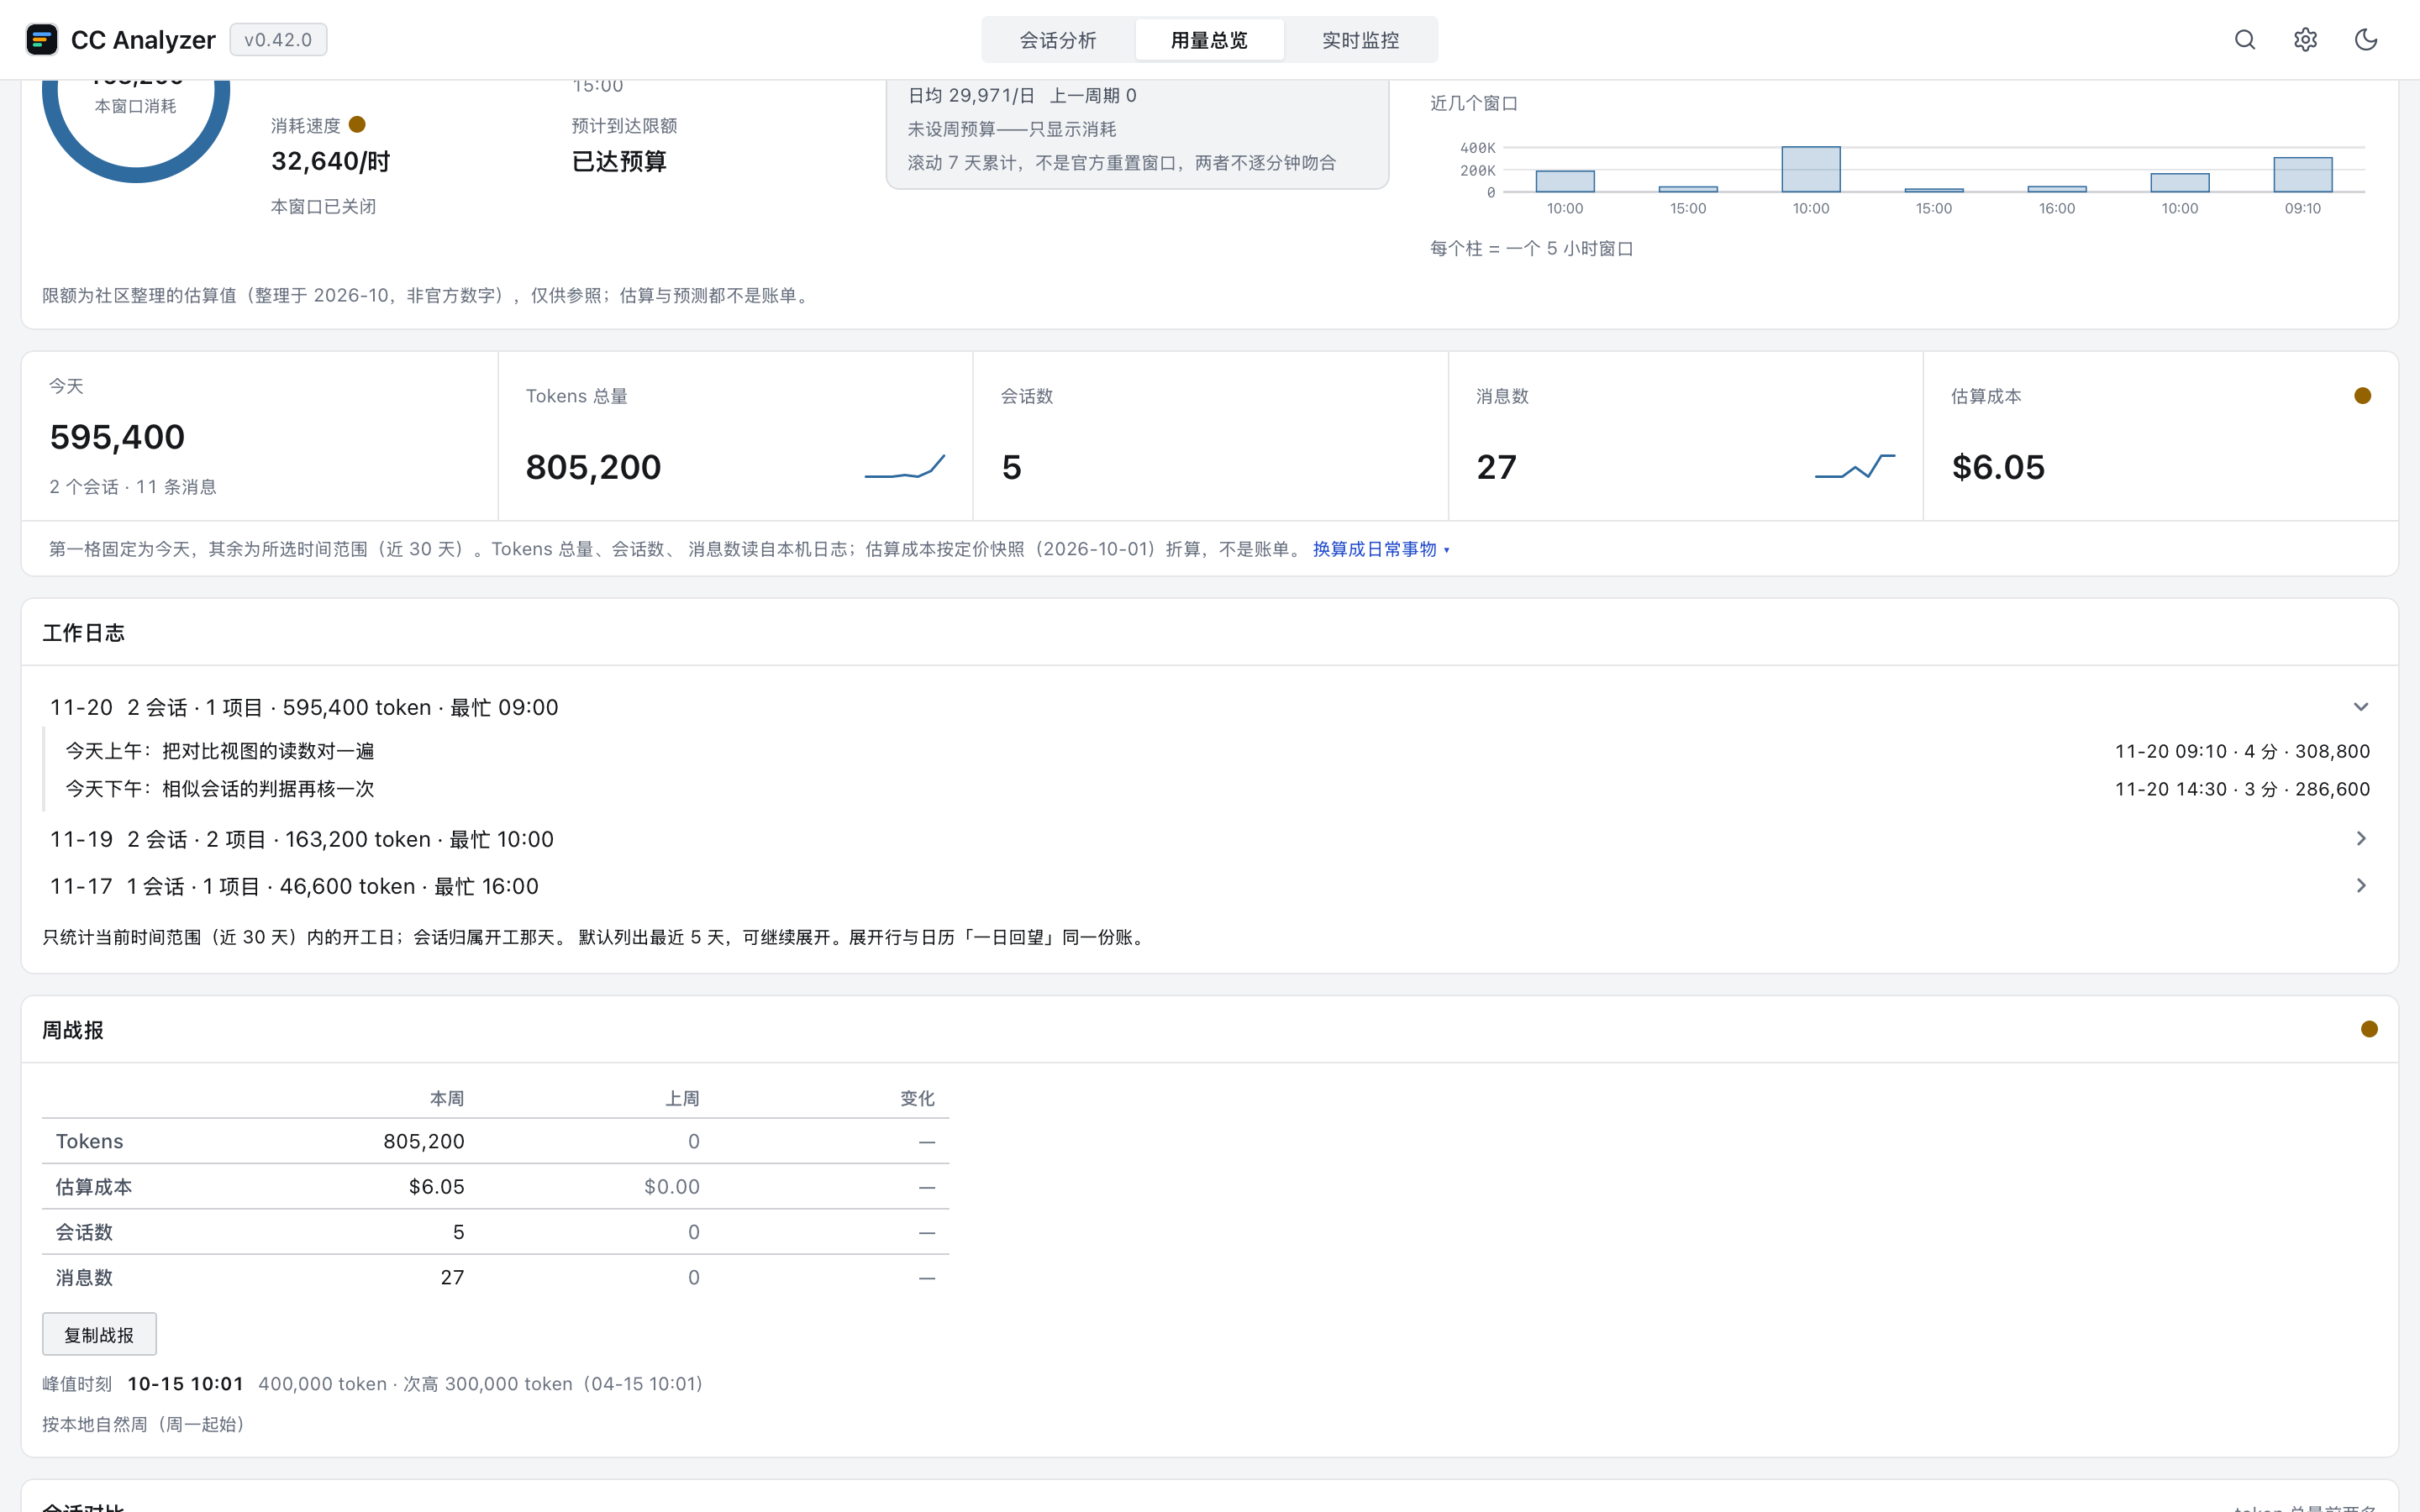 CC Analyzer
v0.42.0
会话分析
用量总览
实时监控
本窗口消耗
15:00
消耗速度
32,640/时
本窗口已关闭
预计到达限额
已达预算
日均 29,971/日 上一周期 0
未设周预算——只显示消耗
滚动 7 天累计，不是官方重置窗口，两者不逐分钟吻合
近几个窗口
400K
200K
0
10:00
15:00
10:00
15:00
16:00
10:00
09:10
每个柱 = 一个 5 小时窗口
限额为社区整理的估算值（整理于 2026-10，非官方数字），仅供参照；估算与预测都不是账单。
今天
595,400
2 个会话 · 11 条消息
Tokens 总量
805,200
会话数
5
消息数
27
估算成本
$6.05
第一格固定为今天，其余为所选时间范围（近 30 天）。Tokens 总量、会话数、 消息数读自本机日志；估算成本按定价快照（2026-10-01）折算，不是账单。 换算成日常事物 ▾
工作日志
11-20 2 会话 · 1 项目 · 595,400 token · 最忙 09:00
今天上午：把对比视图的读数对一遍
11-20 09:10 · 4 分 · 308,800
今天下午：相似会话的判据再核一次
11-20 14:30 · 3 分 · 286,600
11-19 2 会话 · 2 项目 · 163,200 token · 最忙 10:00
11-17 1 会话 · 1 项目 · 46,600 token · 最忙 16:00
只统计当前时间范围（近 30 天）内的开工日；会话归属开工那天。 默认列出最近 5 天，可继续展开。展开行与日历「一日回望」同一份账。
周战报
本周 上周 变化
Tokens 805,200 0 —
估算成本 $6.05 $0.00 —
会话数 5 0 —
消息数 27 0 —
复制战报
峰值时刻 10-15 10:01 400,000 token · 次高 300,000 token（04-15 10:01）
按本地自然周（周一起始）